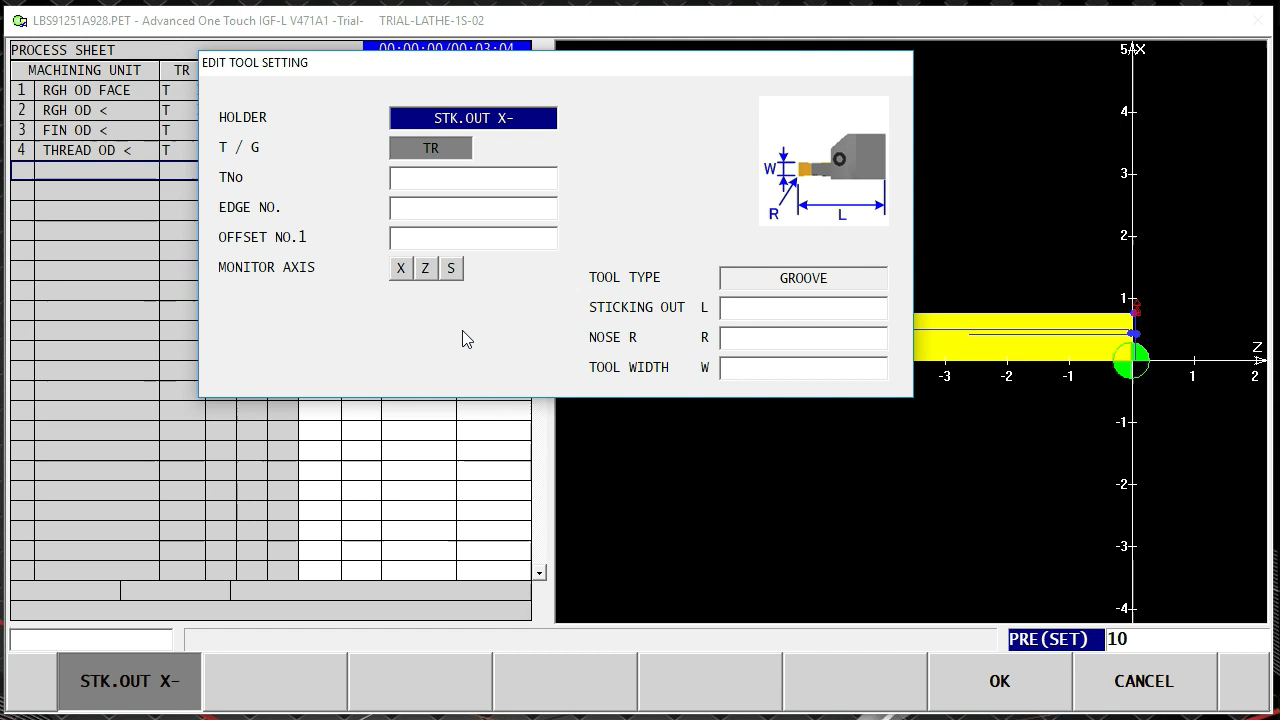 LBS91251A928.PET - Advanced One Touch IGF-L V471A1 -Trial- TRIAL-LATHE-1S-02
PROCESS SHEET 00:00:00/00:03:04
MACHINING UNIT TR
1 RGH OD FACE T
2 RGH OD < T
3 FIN OD < T
4 THREAD OD < T
EDIT TOOL SETTING
HOLDER STK.OUT X-
T / G TR
TNo
EDGE NO.
OFFSET NO.1
MONITOR AXIS X Z S
W
R
L
TOOL TYPE GROOVE
STICKING OUT L
NOSE R R
TOOL WIDTH W
5 X
4
3
2
1
-3 -2 -1 1 2
Z
-1
-2
-3
-4
PRE(SET) 10
STK.OUT X- OK CANCEL